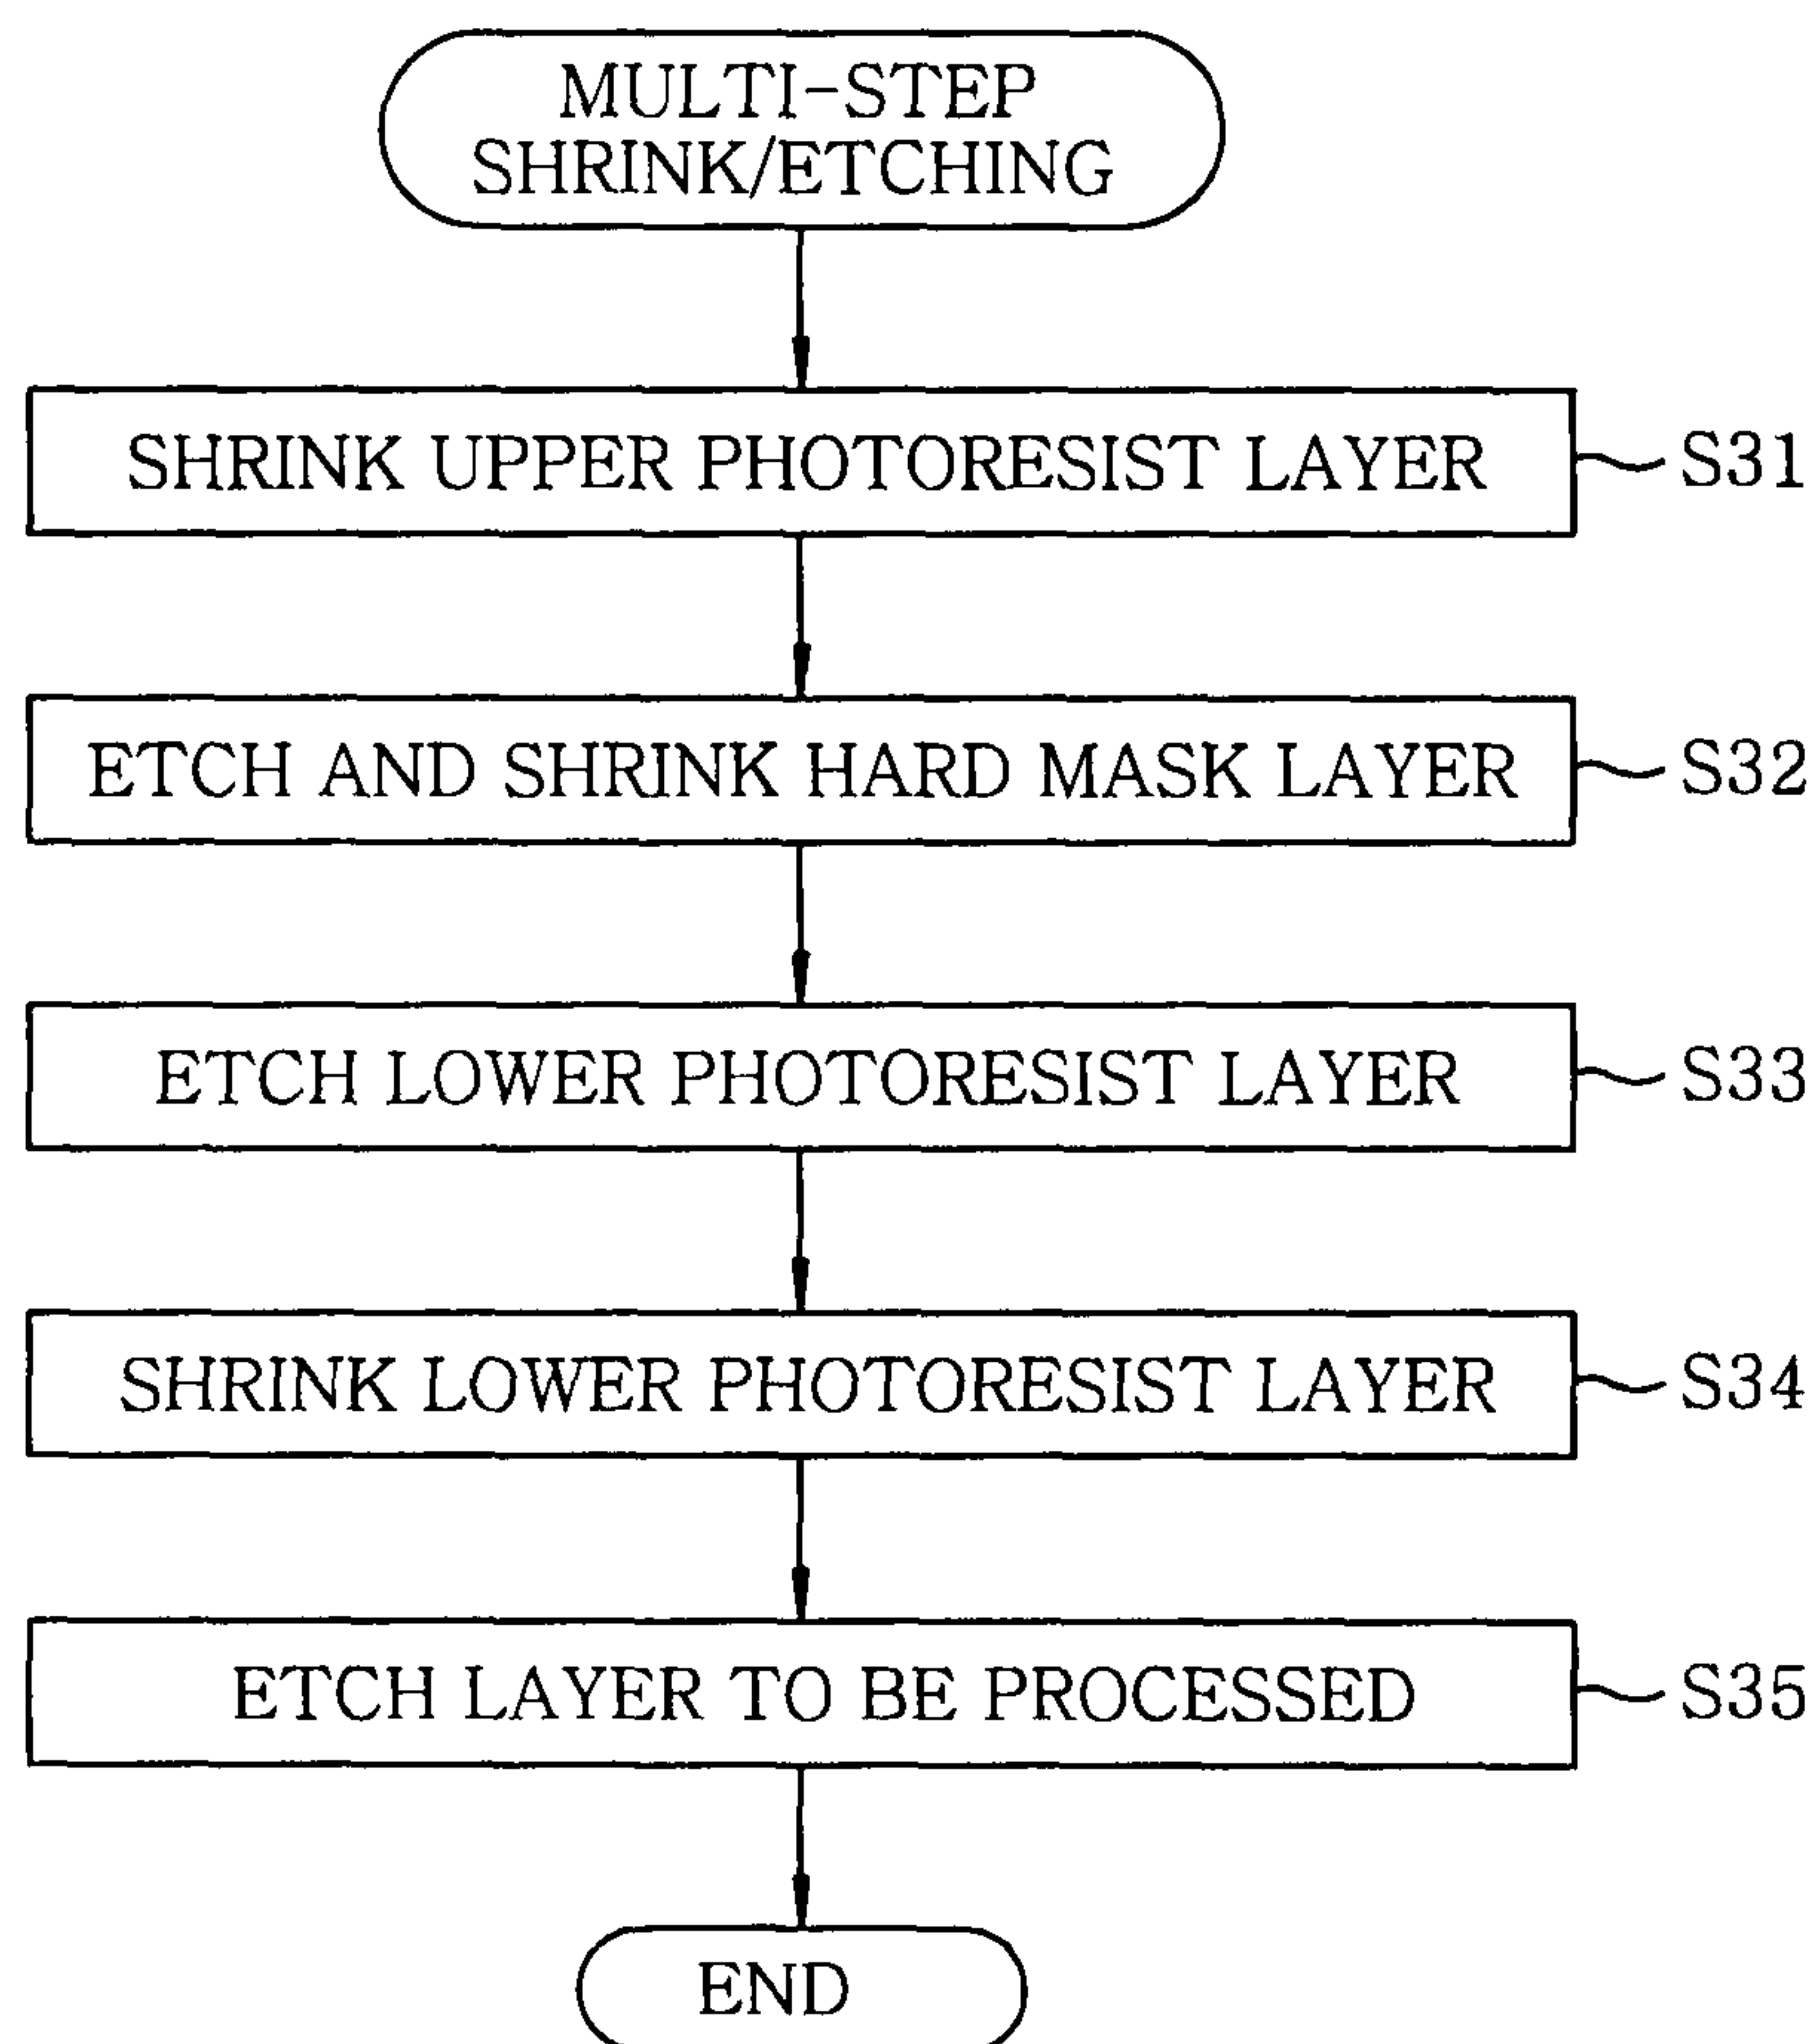 MULTI-STEP
SHRINK/ETCHING
SHRINK UPPER PHOTORESIST LAYER S31
ETCH AND SHRINK HARD MASK LAYER S32
ETCH LOWER PHOTORESIST LAYER S33
SHRINK LOWER PHOTORESIST LAYER S34
ETCH LAYER TO BE PROCESSED S35
END